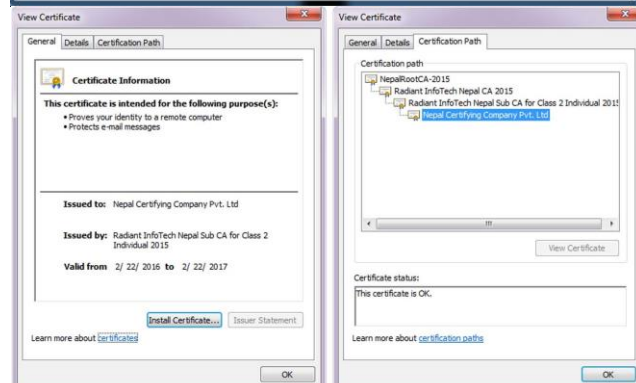 View Certificate
General Details Certification Path
Certificate Information
This certificate is intended for the following purpose(s):
• Proves your identity to a remote computer
• Protects e-mail messages
Issued to: Nepal Certifying Company Pvt. Ltd
Issued by: Radiant InfoTech Nepal Sub CA for Class 2
Individual 2015
Valid from 2/ 22/ 2016 to 2/ 22/ 2017
Install Certificate... Issuer Statement
Learn more about certificates
OK
View Certificate
General Details Certification Path
Certification path
NepalRootCA-2015
Radiant InfoTech Nepal CA 2015
Radiant InfoTech Nepal Sub CA for Class 2 Individual 201
Nepal Certifying Company Pvt. Ltd
View Certificate
Certificate status:
This certificate is OK.
Learn more about certification paths
OK